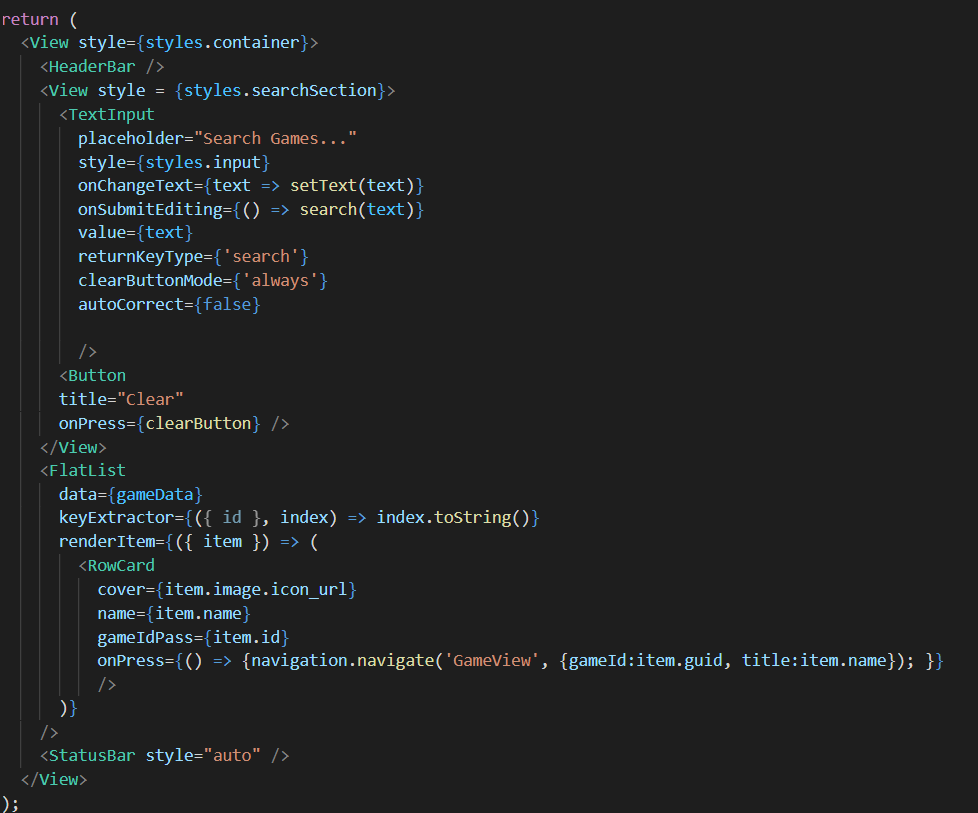 return (
  <View style={styles.container}>
    <HeaderBar />
    <View style = {styles.searchSection}>
      <TextInput
        placeholder="Search Games..."
        style={styles.input}
        onChangeText={text => setText(text)}
        onSubmitEditing={() => search(text)}
        value={text}
        returnKeyType={'search'}
        clearButtonMode={'always'}
        autoCorrect={false}

        />
      <Button
      title="Clear"
      onPress={clearButton} />
    </View>
    <FlatList
      data={gameData}
      keyExtractor={({ id }, index) => index.toString()}
      renderItem={({ item }) => (
        <RowCard
          cover={item.image.icon_url}
          name={item.name}
          gameIdPass={item.id}
          onPress={() => {navigation.navigate('GameView', {gameId:item.guid, title:item.name}); }}
          />
      )}
    />
    <StatusBar style="auto" />
  </View>
);